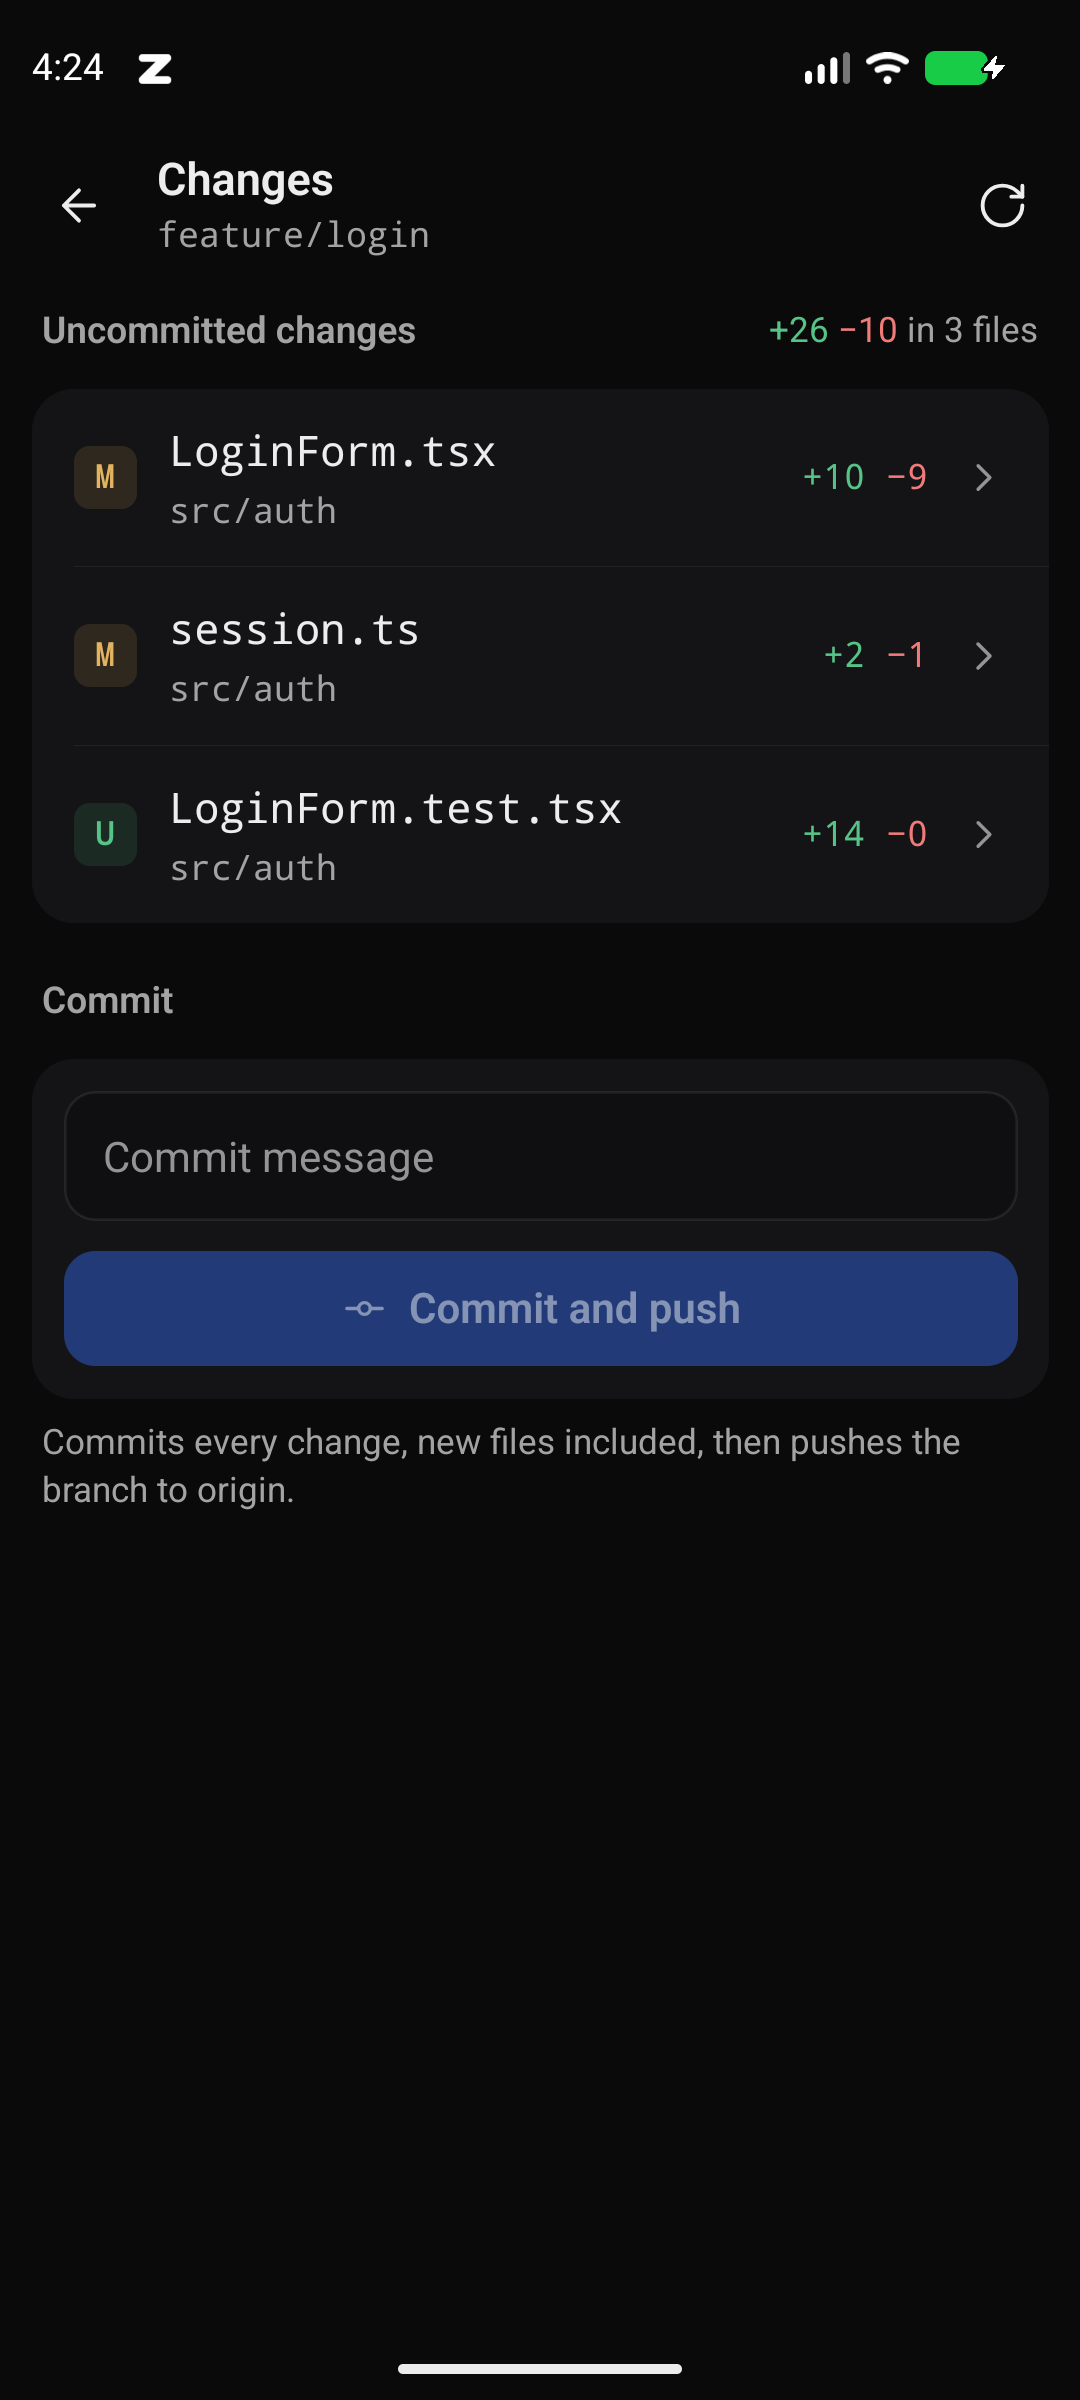 4:24
Changes
feature/login
Uncommitted changes
+26 −10 in 3 files
M
LoginForm.tsx
src/auth
+10 −9
M
session.ts
src/auth
+2 −1
U
LoginForm.test.tsx
src/auth
+14 −0
Commit
Commit message
Commit and push
Commits every change, new files included, then pushes the
branch to origin.